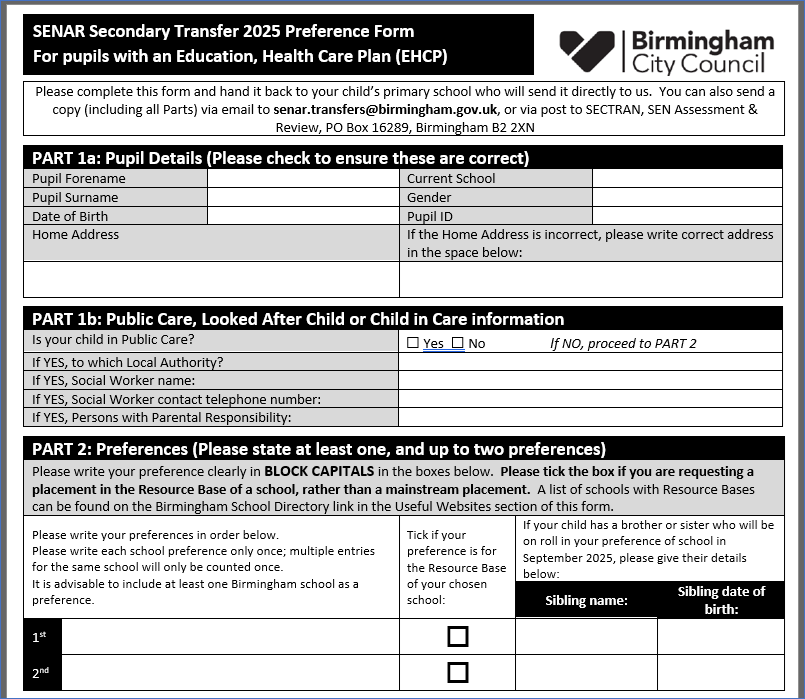 SENAR Secondary Transfer 2025 Preference Form
For pupils with an Education, Health Care Plan (EHCP)
Birmingham
City Council
Please complete this form and hand it back to your child's primary school who will send it directly to us.  You can also send a
copy (including all Parts) via email to senar.transfers@birmingham.gov.uk, or via post to SECTRAN, SEN Assessment &
Review, PO Box 16289, Birmingham B2 2XN
PART 1a: Pupil Details (Please check to ensure these are correct)
Pupil Forename
Current School
Pupil Surname
Gender
Date of Birth
Pupil ID
Home Address
If the Home Address is incorrect, please write correct address
in the space below:
PART 1b: Public Care, Looked After Child or Child in Care information
Is your child in Public Care?
☐ Yes ☐ No
If NO, proceed to PART 2
If YES, to which Local Authority?
If YES, Social Worker name:
If YES, Social Worker contact telephone number:
If YES, Persons with Parental Responsibility:
PART 2: Preferences (Please state at least one, and up to two preferences)
Please write your preference clearly in BLOCK CAPITALS in the boxes below.  Please tick the box if you are requesting a
placement in the Resource Base of a school, rather than a mainstream placement.  A list of schools with Resource Bases
can be found on the Birmingham School Directory link in the Useful Websites section of this form.
Please write your preferences in order below.
Please write each school preference only once; multiple entries
for the same school will only be counted once.
It is advisable to include at least one Birmingham school as a
preference.
Tick if your
preference is for
the Resource Base
of your chosen
school:
If your child has a brother or sister who will be
on roll in your preference of school in
September 2025, please give their details
below:
Sibling name:
Sibling date of
birth:
1st
☐
2nd
☐